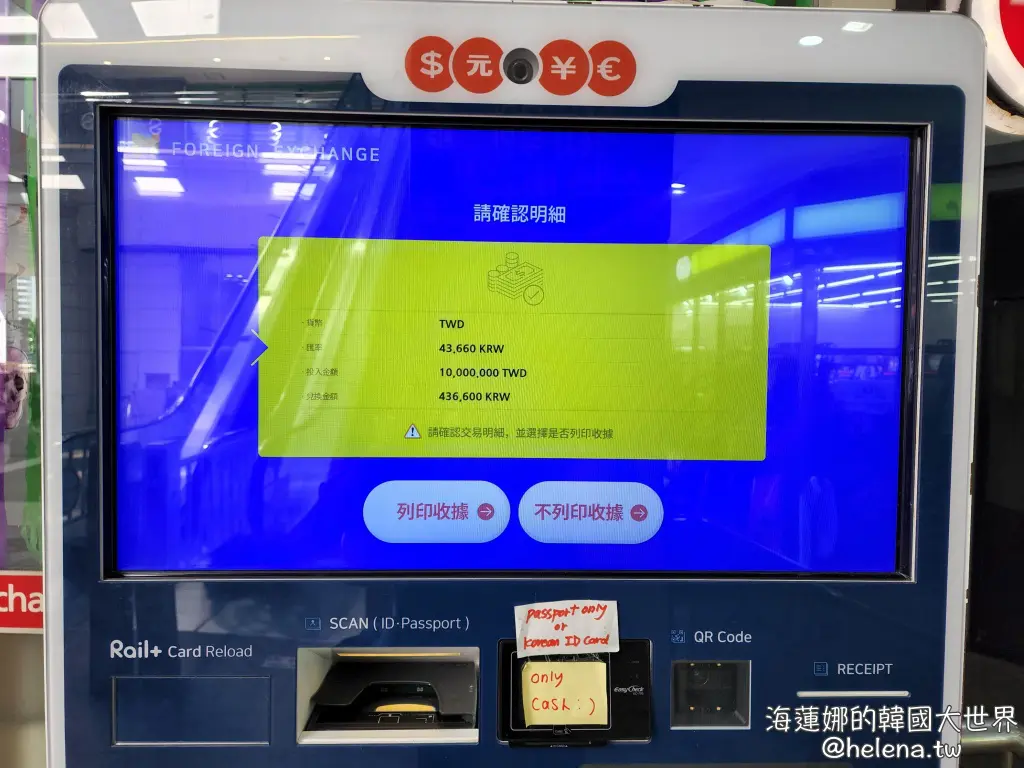 $ 元 ¥ €
FOREIGN EXCHANGE
請確認明細
- 貨幣 TWD
- 匯率 43,660 KRW
- 投入金額 10,000,000 TWD
- 兌換金額 436,600 KRW
請確認交易明細，並選擇是否列印收據
列印收據 不列印收據
cha
SCAN ( ID·Passport )
passport only
or
korean ID card
QR Code
Rail+ Card Reload
RECEIPT
only
cash : )
EasyCheck
海蓮娜的韓國大世界
@helena.tw